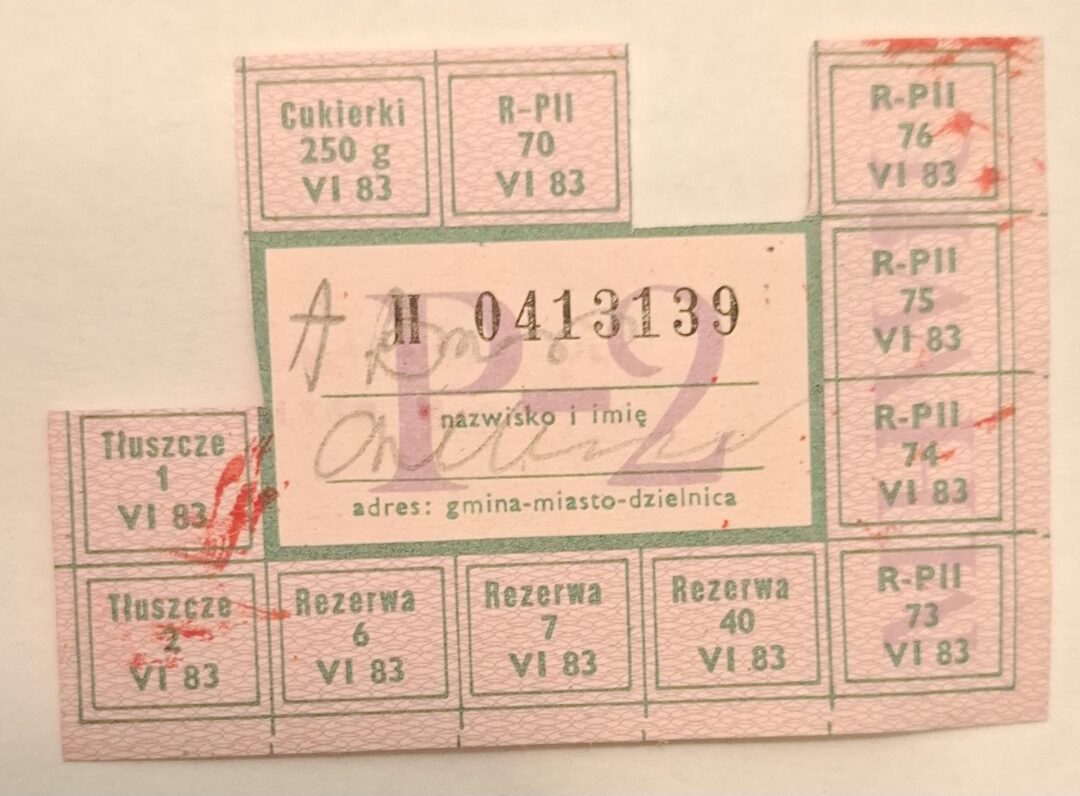 Cukierki
250 g
VI 83
R-PII
70
VI 83
R-PII
76
VI 83
R-PII
75
VI 83
R-PII
74
VI 83
R-PII
73
VI 83
P-2
H 0413139
nazwisko i imię
adres: gmina-miasto-dzielnica
Tłuszcze
1
VI 83
Tłuszcze
2
VI 83
Rezerwa
6
VI 83
Rezerwa
7
VI 83
Rezerwa
40
VI 83